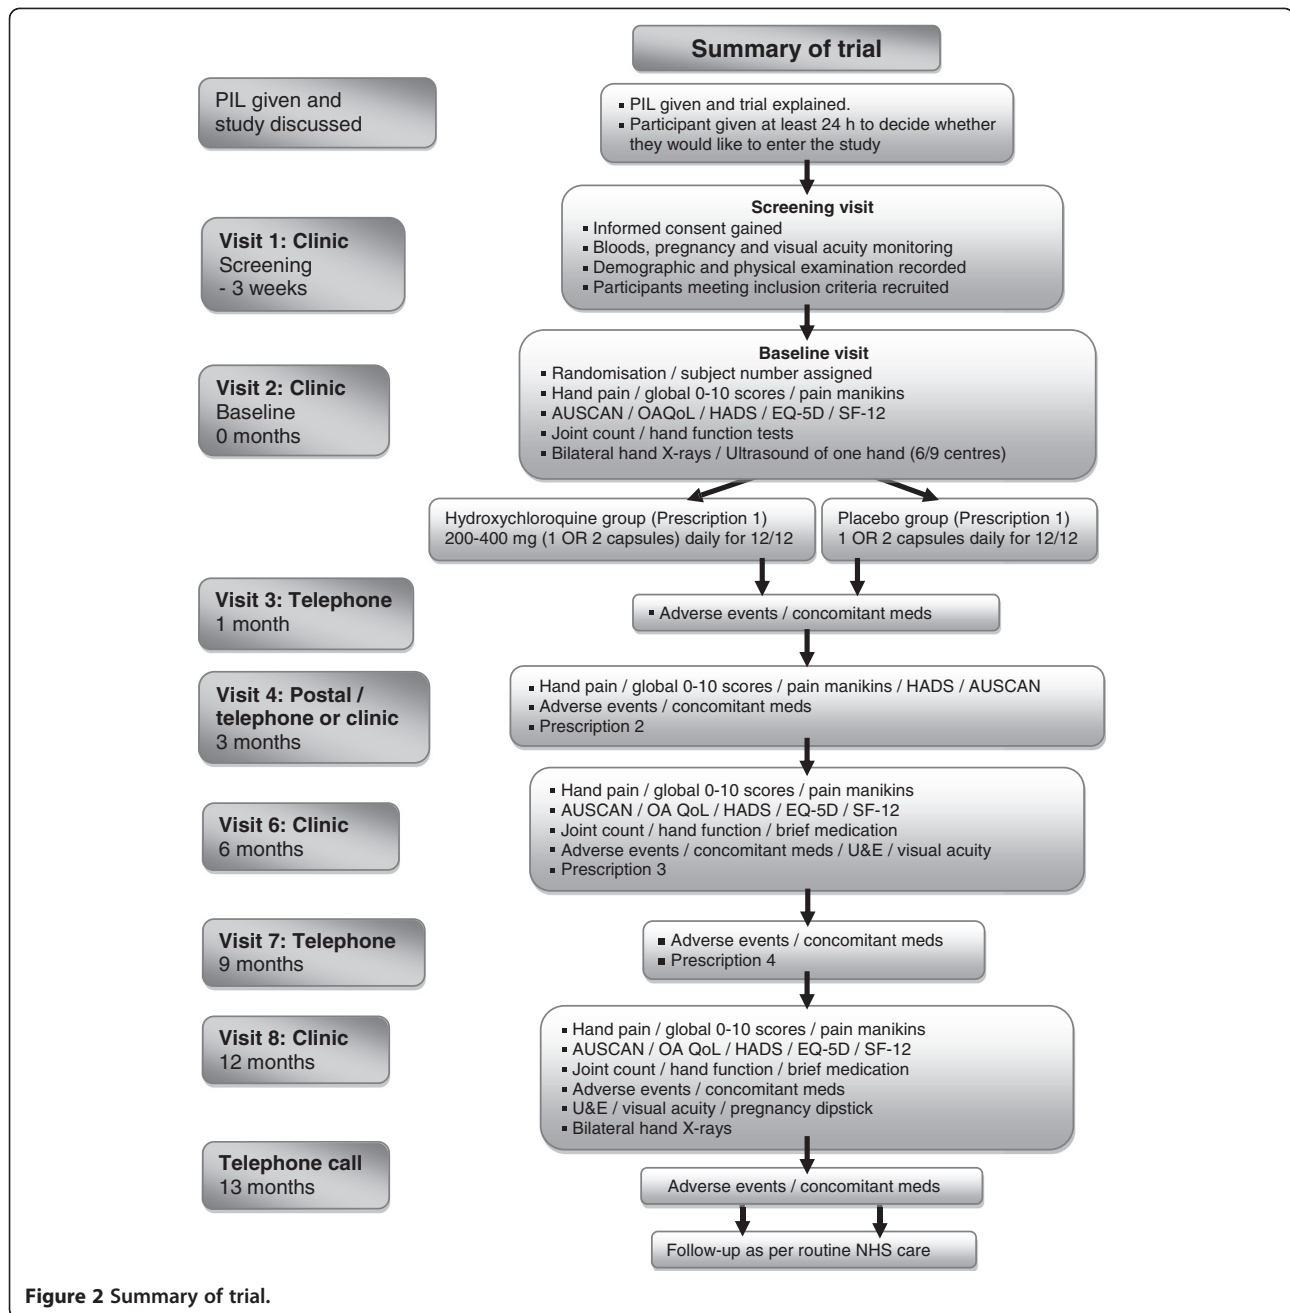 Summary of trial
PIL given and
study discussed
▪ PIL given and trial explained.
▪ Participant given at least 24 h to decide whether
they would like to enter the study
Visit 1: Clinic
Screening
- 3 weeks
Screening visit
▪ Informed consent gained
▪ Bloods, pregnancy and visual acuity monitoring
▪ Demographic and physical examination recorded
▪ Participants meeting inclusion criteria recruited
Visit 2: Clinic
Baseline
0 months
Baseline visit
▪ Randomisation / subject number assigned
▪ Hand pain / global 0-10 scores / pain manikins
▪ AUSCAN / OAQoL / HADS / EQ-5D / SF-12
▪ Joint count / hand function tests
▪ Bilateral hand X-rays / Ultrasound of one hand (6/9 centres)
Hydroxychloroquine group (Prescription 1)
200-400 mg (1 OR 2 capsules) daily for 12/12
Placebo group (Prescription 1)
1 OR 2 capsules daily for 12/12
Visit 3: Telephone
1 month
▪ Adverse events / concomitant meds
Visit 4: Postal /
telephone or clinic
3 months
▪ Hand pain / global 0-10 scores / pain manikins / HADS / AUSCAN
▪ Adverse events / concomitant meds
▪ Prescription 2
Visit 6: Clinic
6 months
▪ Hand pain / global 0-10 scores / pain manikins
▪ AUSCAN / OA QoL / HADS / EQ-5D / SF-12
▪ Joint count / hand function / brief medication
▪ Adverse events / concomitant meds / U&E / visual acuity
▪ Prescription 3
Visit 7: Telephone
9 months
▪ Adverse events / concomitant meds
▪ Prescription 4
Visit 8: Clinic
12 months
▪ Hand pain / global 0-10 scores / pain manikins
▪ AUSCAN / OA QoL / HADS / EQ-5D / SF-12
▪ Joint count / hand function / brief medication
▪ Adverse events / concomitant meds
▪ U&E / visual acuity / pregnancy dipstick
▪ Bilateral hand X-rays
Telephone call
13 months
Adverse events / concomitant meds
Follow-up as per routine NHS care
Figure 2 Summary of trial.